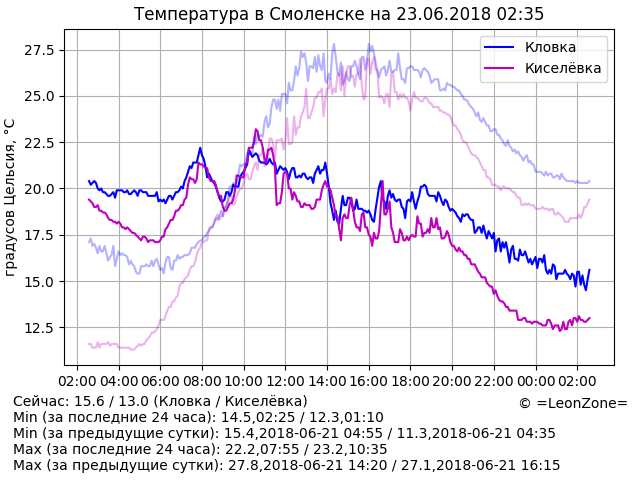 Температура в Смоленске на 23.06.2018 02:35
градусов Цельсия, °C
27.5
25.0
22.5
20.0
17.5
15.0
12.5
Кловка
Киселёвка
02:00 04:00 06:00 08:00 10:00 12:00 14:00 16:00 18:00 20:00 22:00 00:00 02:00
Сейчас: 15.6 / 13.0 (Кловка / Киселёвка)
© =LeonZone=
Min (за последние 24 часа): 14.5,02:25 / 12.3,01:10
Min (за предыдущие сутки): 15.4,2018-06-21 04:55 / 11.3,2018-06-21 04:35
Max (за последние 24 часа): 22.2,07:55 / 23.2,10:35
Max (за предыдущие сутки): 27.8,2018-06-21 14:20 / 27.1,2018-06-21 16:15